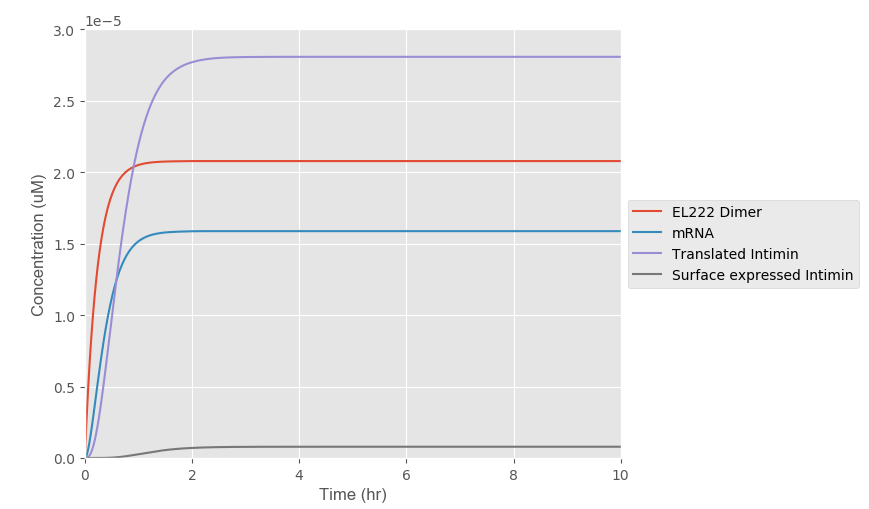 1e−5
3.0
2.5
2.0
1.5
1.0
0.5
0.0
0
2
4
6
8
10
Time (hr)
Concentration (uM)
EL222 Dimer
mRNA
Translated Intimin
Surface expressed Intimin